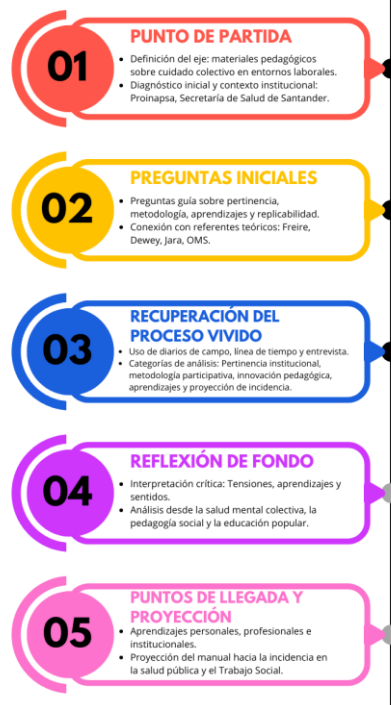 01
PUNTO DE PARTIDA
• Definición del eje: materiales pedagógicos
sobre cuidado colectivo en entornos laborales.
• Diagnóstico inicial y contexto institucional:
Proinapsa, Secretaría de Salud de Santander.
02
PREGUNTAS INICIALES
• Preguntas guía sobre pertinencia,
metodología, aprendizajes y replicabilidad.
• Conexión con referentes teóricos: Freire,
Dewey, Jara, OMS.
03
RECUPERACIÓN DEL
PROCESO VIVIDO
• Uso de diarios de campo, línea de tiempo y entrevista.
• Categorías de análisis: Pertinencia institucional,
metodología participativa, innovación pedagógica,
aprendizajes y proyección de incidencia.
04
REFLEXIÓN DE FONDO
• Interpretación crítica: Tensiones, aprendizajes y
sentidos.
• Análisis desde la salud mental colectiva, la
pedagogía social y la educación popular.
05
PUNTOS DE LLEGADA Y
PROYECCIÓN
• Aprendizajes personales, profesionales e
institucionales.
• Proyección del manual hacia la incidencia en
la salud pública y el Trabajo Social.